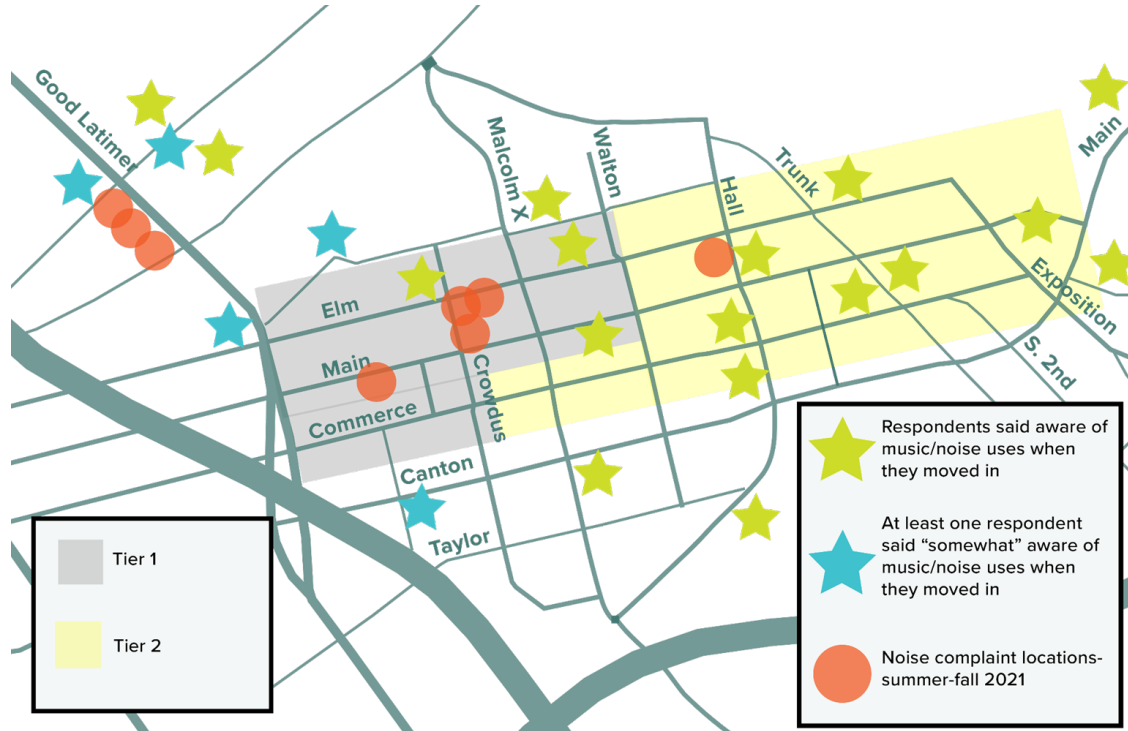 Good Latimer
Malcolm X
Walton
Hall
Trunk
Main
Elm
Main
Commerce
Crowdus
Canton
Taylor
Exposition
S. 2nd
Tier 1
Tier 2
Respondents said aware of
music/noise uses when
they moved in
At least one respondent
said “somewhat” aware of
music/noise uses when
they moved in
Noise complaint locations-
summer-fall 2021